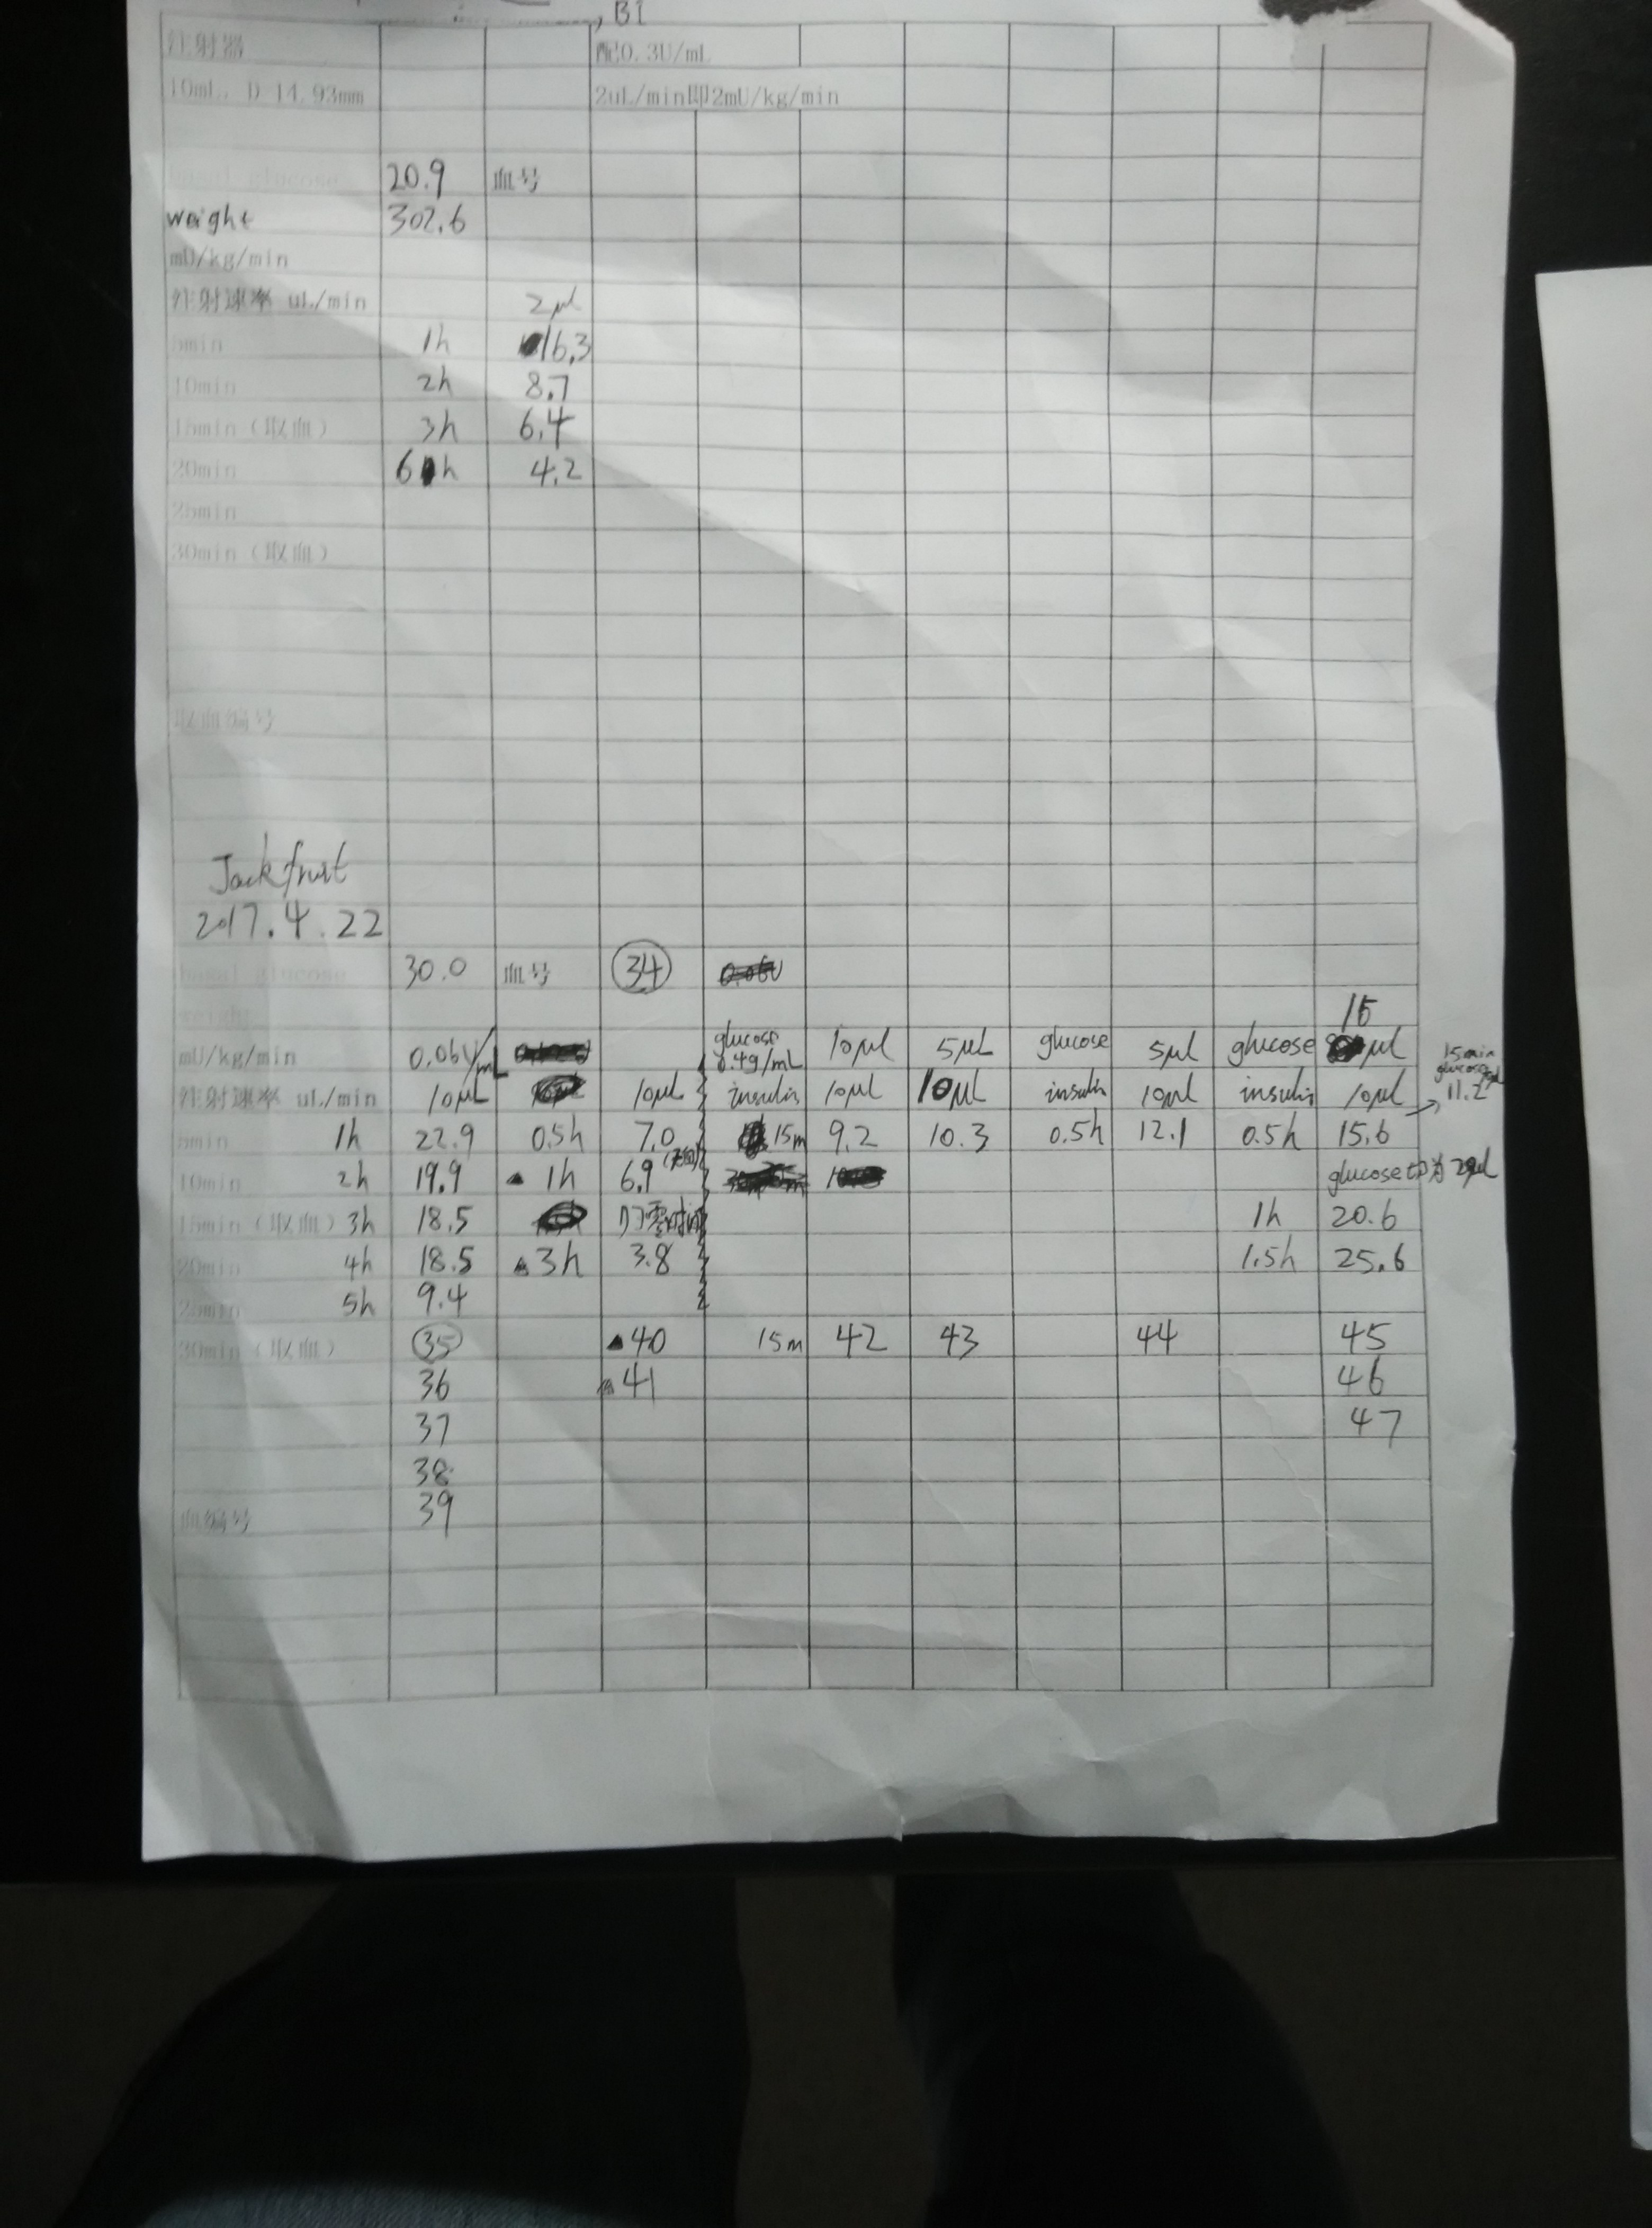 , B1
注射器 配0.3U/mL
10mL, D 14.93mm 2uL/min即2mU/kg/min
basal glucose 20.9 血号
weight 302.6
mU/kg/min
注射速率 uL/min 2μl
5min 1h 16.3
10min 2h 8.7
15min（取血） 3h 6.4
20min 6h 4.2
25min
30min（取血）
取血编号
Jackfruit
2017.4.22
basal glucose 30.0 血号 34
weight 15
mU/kg/min 0.06U/mL glucose 0.4g/mL 10μl 5μL glucose 5μl glucose μl 15min glucose
注射速率 uL/min 10μL 10μL insulin 10μL 10μL insulin 10μl insulin 10μl 11.2
5min 1h 22.9 0.5h 7.0 15m 9.2 10.3 0.5h 12.1 0.5h 15.6
10min 2h 19.9 1h 6.9 glucose
15min（取血） 3h 18.5 1h 20.6
20min 4h 18.5 3h 3.8 1.5h 25.6
25min 5h 9.4
30min（取血） 35 40 15m 42 43 44 45
36 41 46
37 47
38
血编号 39